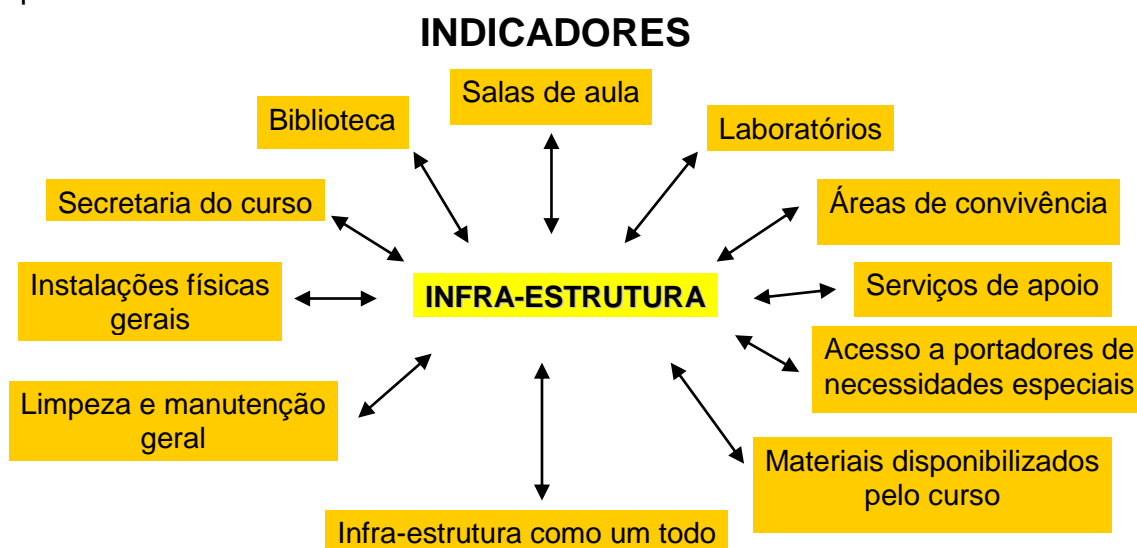 INDICADORES
Salas de aula
Biblioteca
Laboratórios
Secretaria do curso
Áreas de convivência
Instalações físicas
gerais
INFRA-ESTRUTURA
Serviços de apoio
Acesso a portadores de
necessidades especiais
Limpeza e manutenção
geral
Materiais disponibilizados
pelo curso
Infra-estrutura como um todo